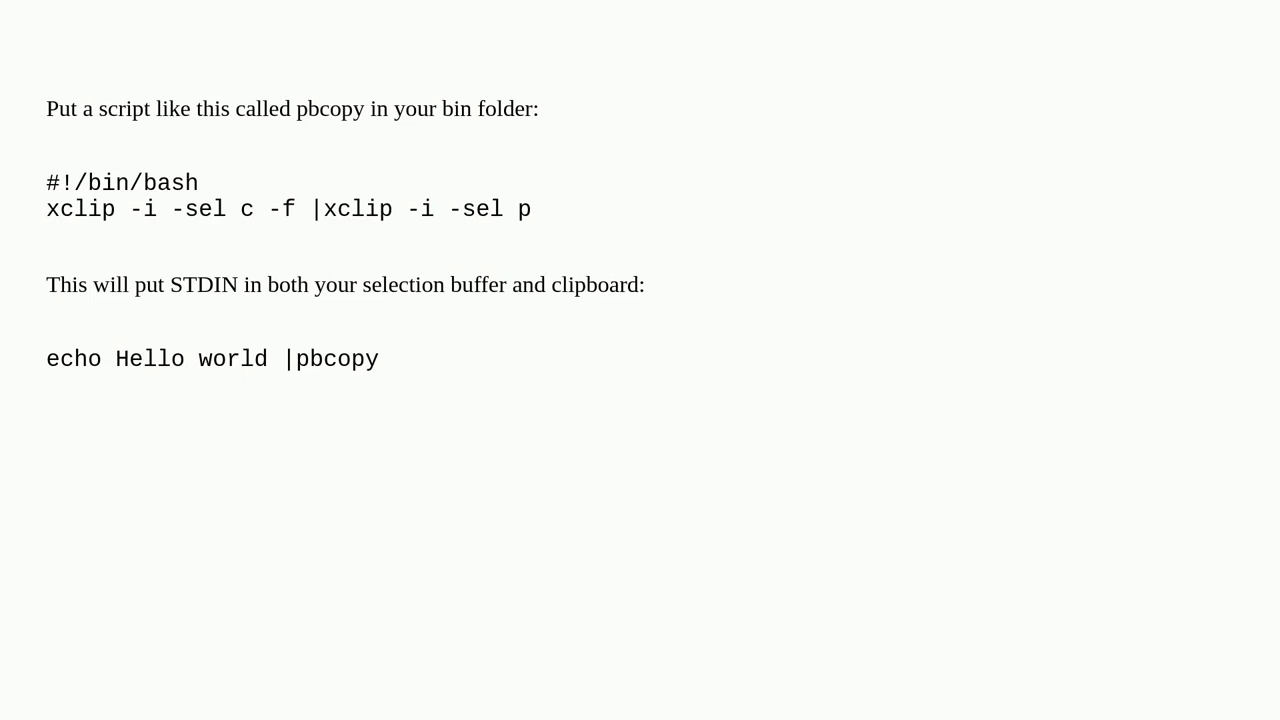 Put a script like this called pbcopy in your bin folder:
#!/bin/bash
xclip -i -sel c -f |xclip -i -sel p
This will put STDIN in both your selection buffer and clipboard:
echo Hello world |pbcopy